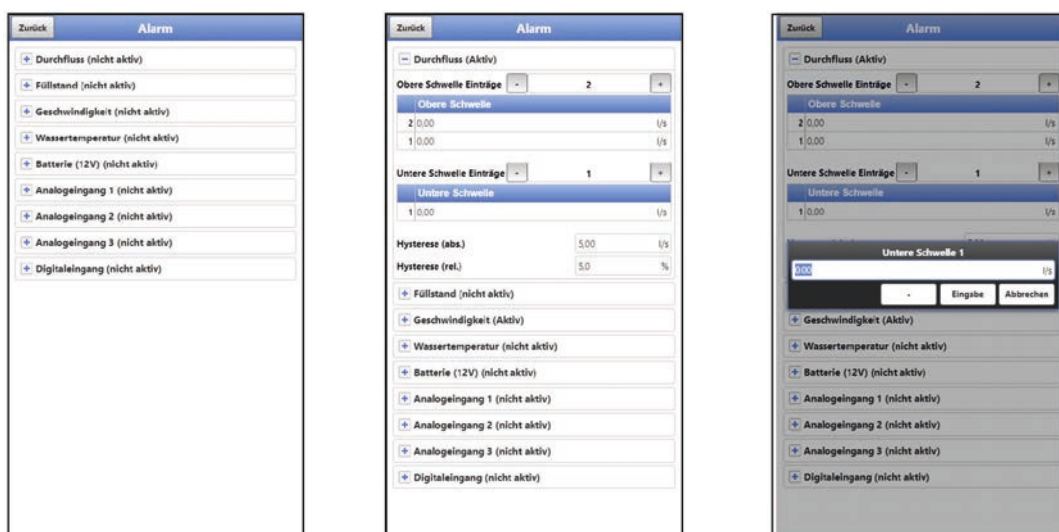 Zurück Alarm
+ Durchfluss (nicht aktiv)
+ Füllstand (nicht aktiv)
+ Geschwindigkeit (nicht aktiv)
+ Wassertemperatur (nicht aktiv)
+ Batterie (12V) (nicht aktiv)
+ Analogeingang 1 (nicht aktiv)
+ Analogeingang 2 (nicht aktiv)
+ Analogeingang 3 (nicht aktiv)
+ Digitaleingang (nicht aktiv)
Zurück Alarm
− Durchfluss (Aktiv)
Obere Schwelle Einträge - 2 +
Obere Schwelle
2 0,00 l/s
1 0,00 l/s
Untere Schwelle Einträge - 1 +
Untere Schwelle
1 0,00 l/s
Hysterese (abs.) 5,00 l/s
Hysterese (rel.) 5,0 %
+ Füllstand (nicht aktiv)
+ Geschwindigkeit (Aktiv)
+ Wassertemperatur (nicht aktiv)
+ Batterie (12V) (nicht aktiv)
+ Analogeingang 1 (nicht aktiv)
+ Analogeingang 2 (nicht aktiv)
+ Analogeingang 3 (nicht aktiv)
+ Digitaleingang (nicht aktiv)
Zurück Alarm
− Durchfluss (Aktiv)
Obere Schwelle Einträge - 2 +
Obere Schwelle
2 0,00 l/s
1 0,00 l/s
Untere Schwelle Einträge - 1 +
Untere Schwelle
1 0,00 l/s
Untere Schwelle 1
0,00 l/s
- Eingabe Abbrechen
+ Geschwindigkeit (Aktiv)
+ Wassertemperatur (nicht aktiv)
+ Batterie (12V) (nicht aktiv)
+ Analogeingang 1 (nicht aktiv)
+ Analogeingang 2 (nicht aktiv)
+ Analogeingang 3 (nicht aktiv)
+ Digitaleingang (nicht aktiv)